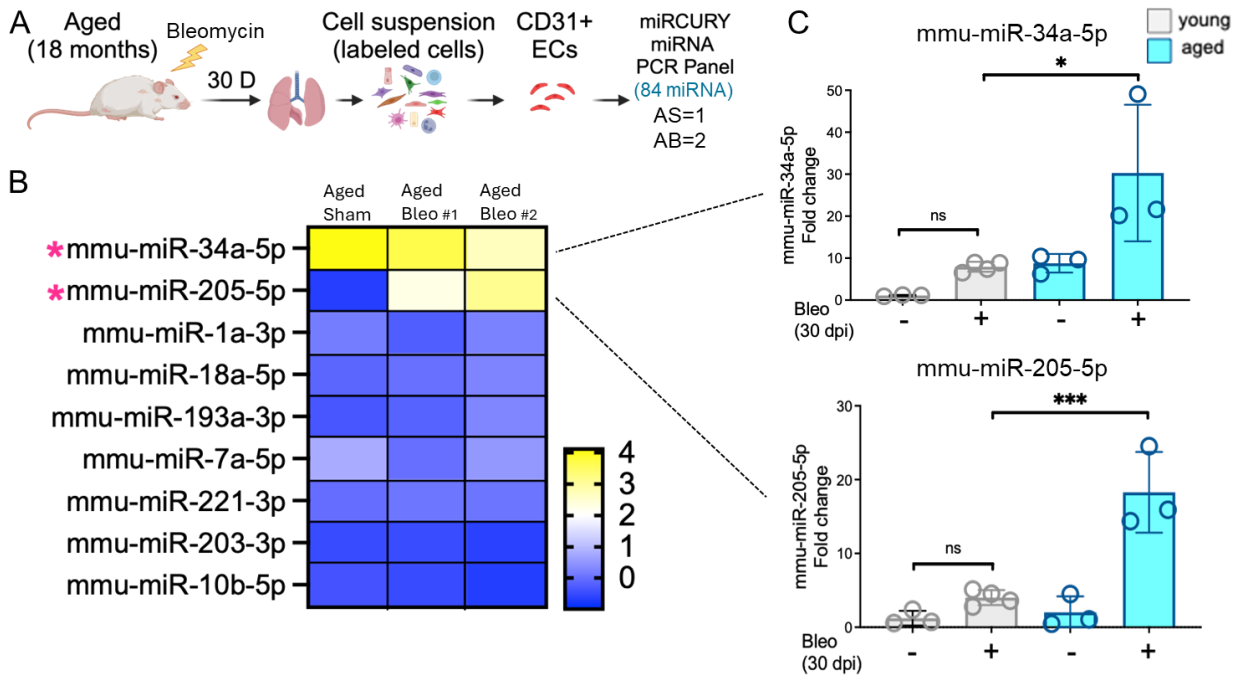 A
Aged
(18 months)
Bleomycin
30 D
Cell suspension
(labeled cells)
CD31+
ECs
miRCURY
miRNA
PCR Panel
(84 miRNA)
AS=1
AB=2
B
Aged
Sham
Aged
Bleo #1
Aged
Bleo #2
*mmu-miR-34a-5p
*mmu-miR-205-5p
mmu-miR-1a-3p
mmu-miR-18a-5p
mmu-miR-193a-3p
mmu-miR-7a-5p
mmu-miR-221-3p
mmu-miR-203-3p
mmu-miR-10b-5p
4
3
2
1
0
C
young
aged
mmu-miR-34a-5p
*
mmu-miR-34a-5p
Fold change
50
40
30
20
10
0
ns
Bleo
(30 dpi)
- + - +
mmu-miR-205-5p
***
mmu-miR-205-5p
Fold change
30
20
10
0
ns
Bleo
(30 dpi)
- + - +